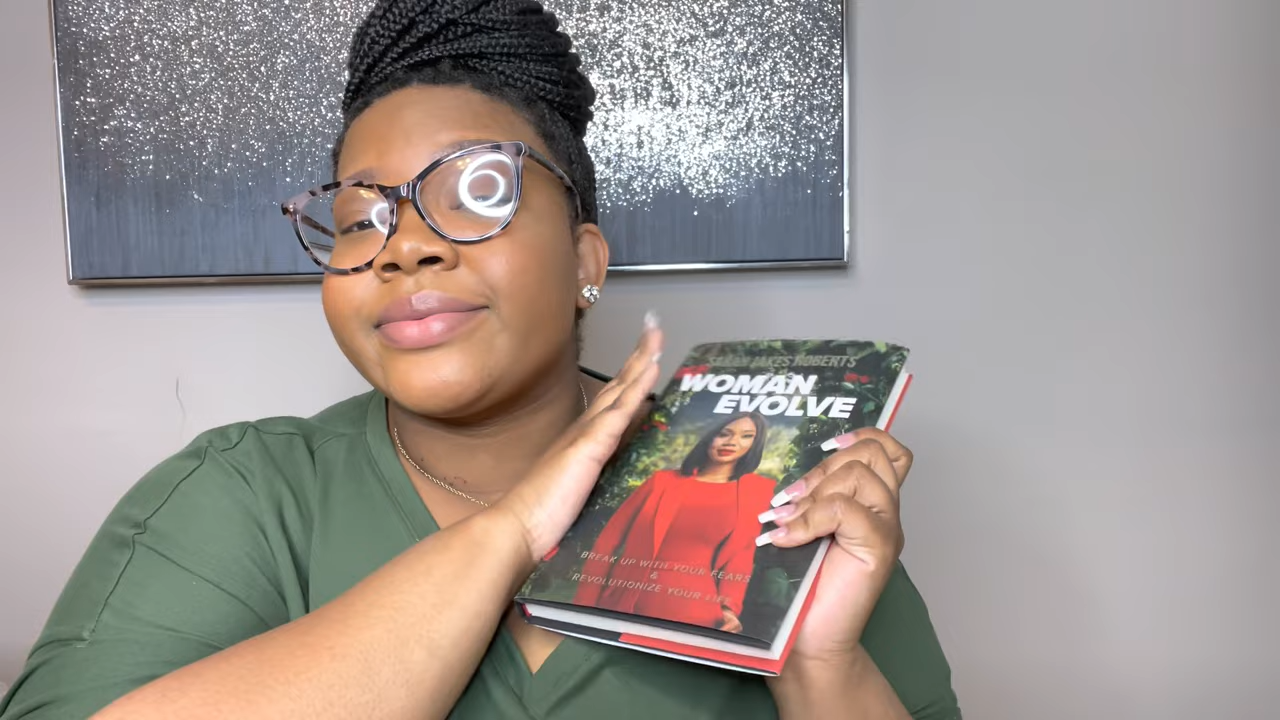 SARAH JAKES ROBERTS
WOMAN
EVOLVE
BREAK UP WITH YOUR FEARS
&
REVOLUTIONIZE YOUR LIFE